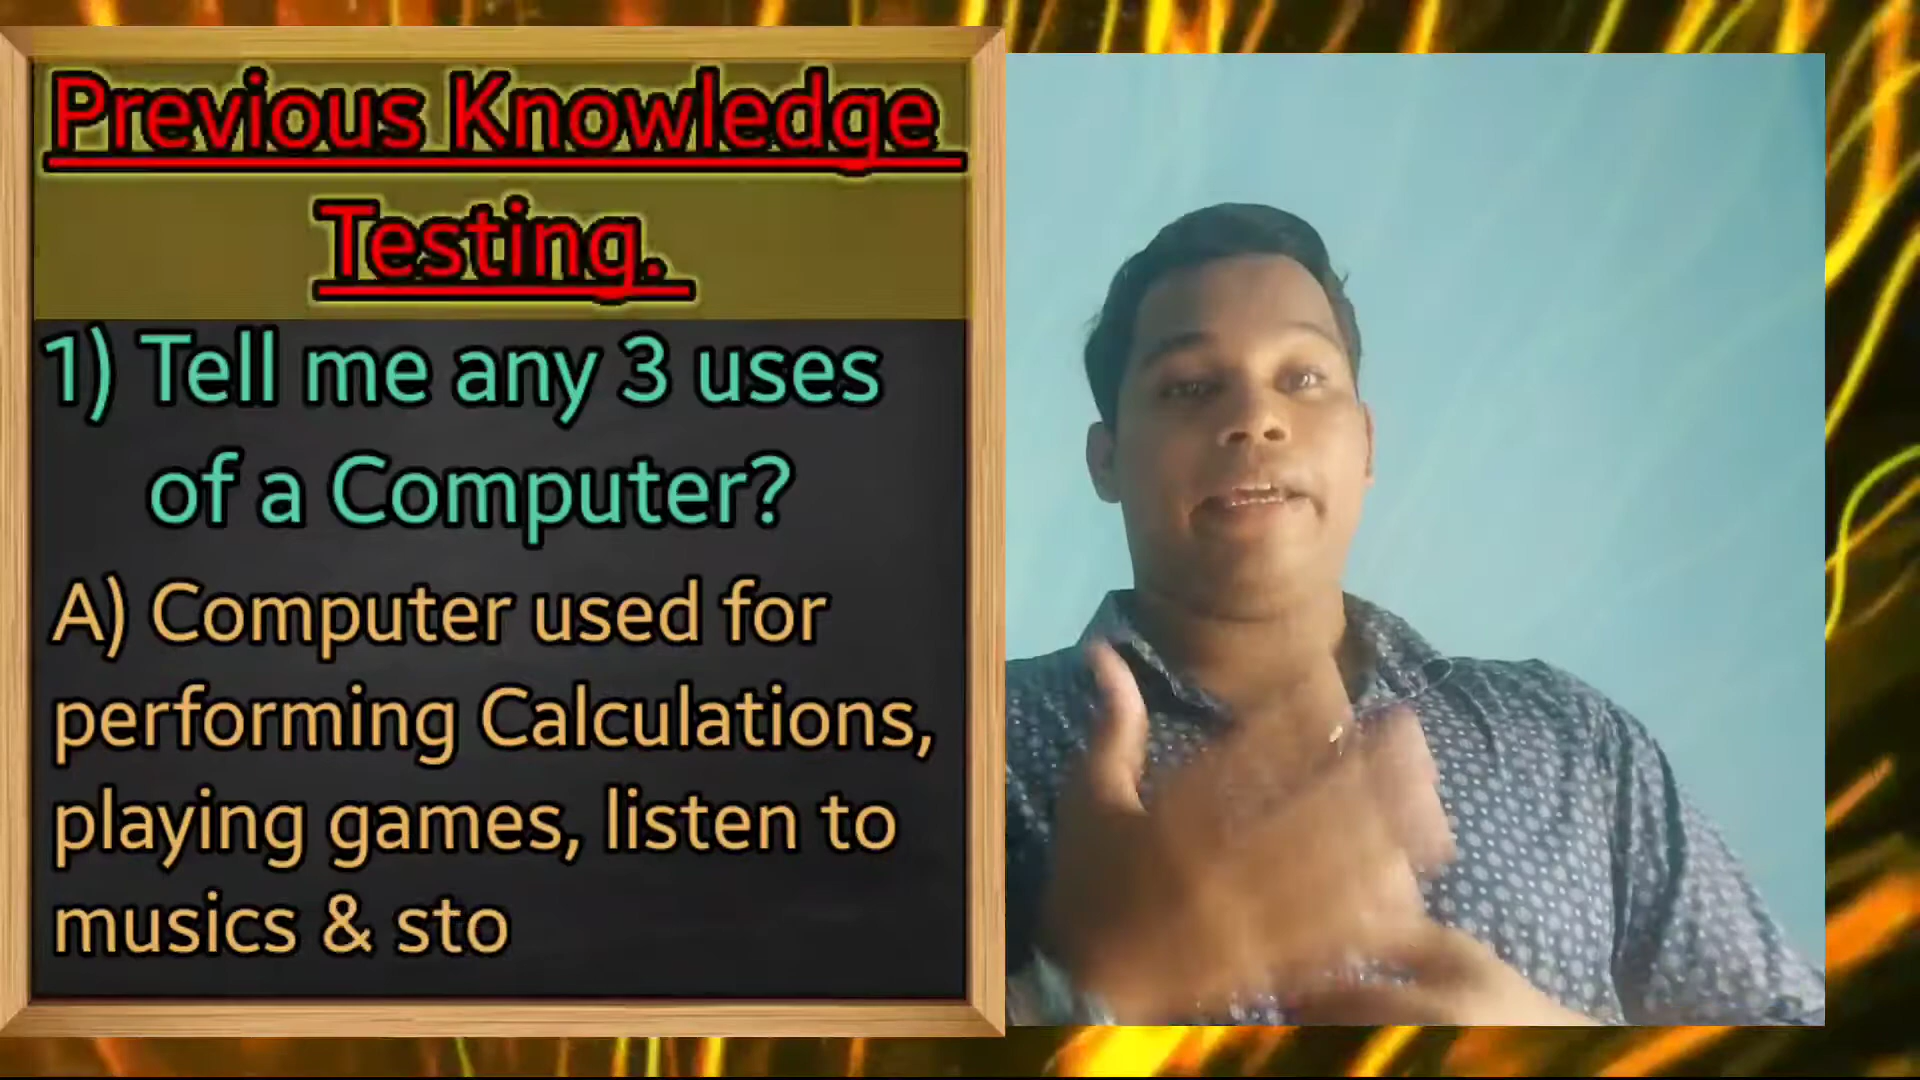 Previous Knowledge
Testing.
1) Tell me any 3 uses
of a Computer?
A) Computer used for
performing Calculations,
playing games, listen to
musics & sto